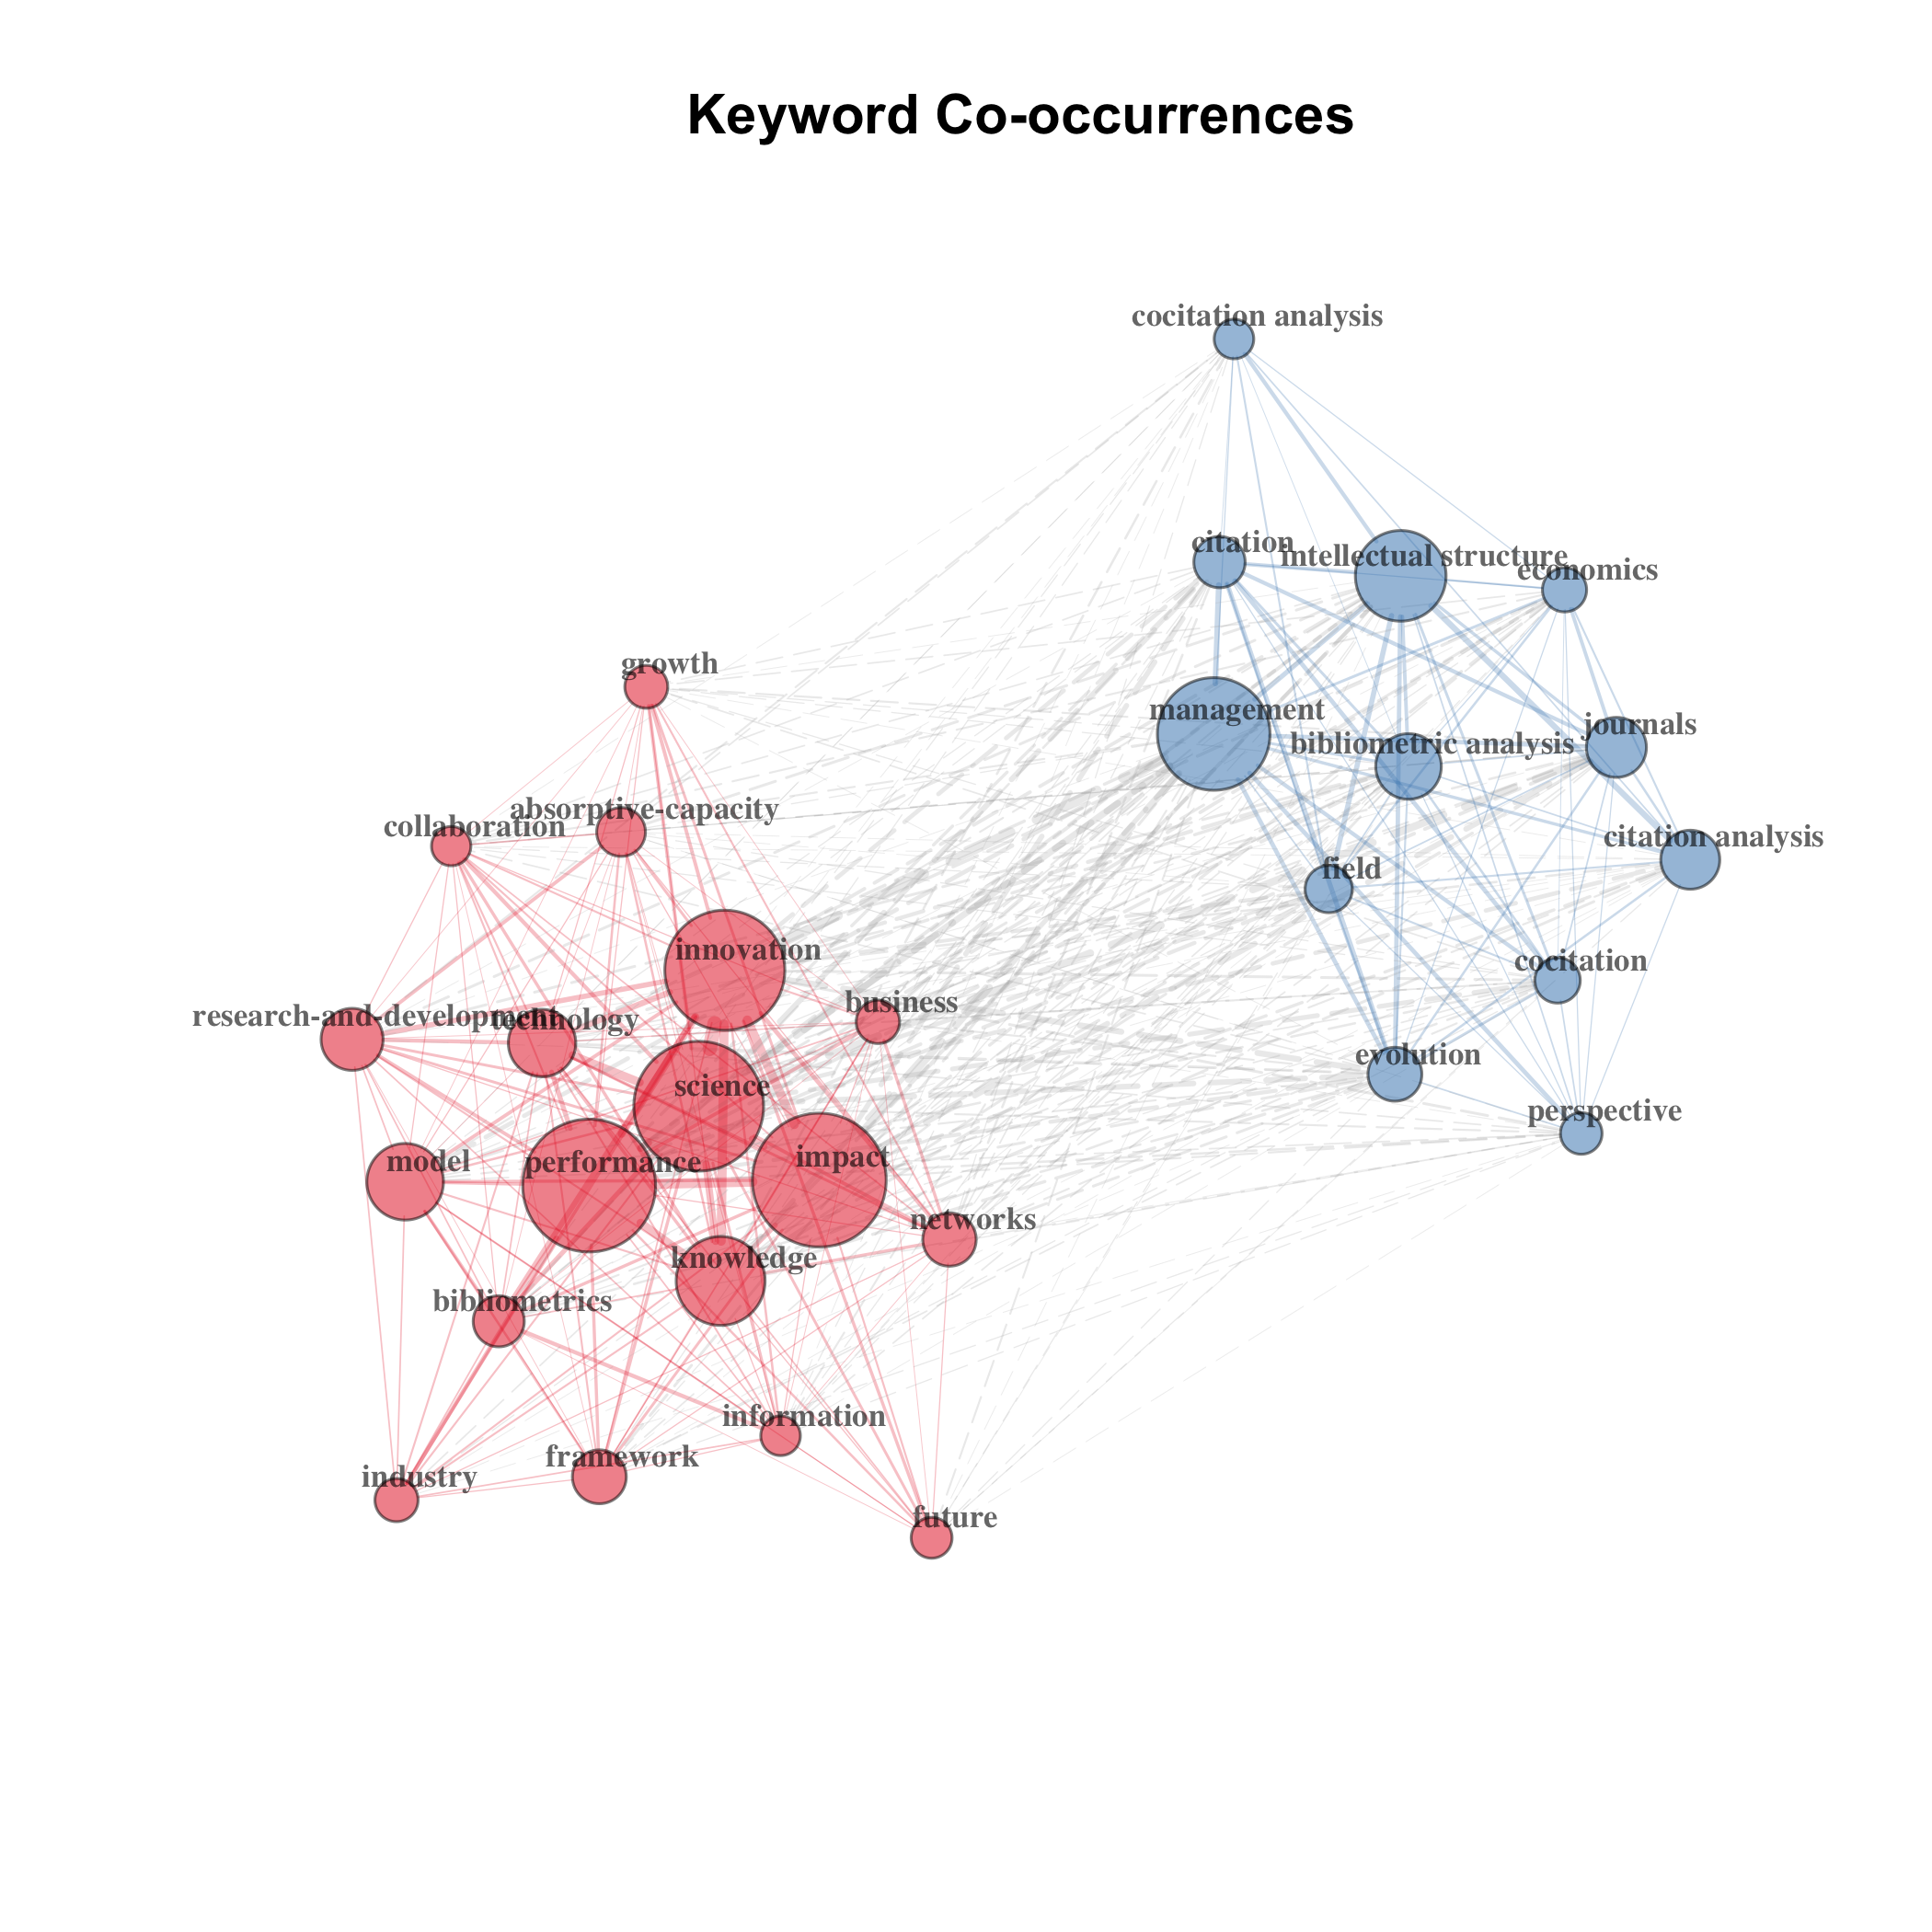 Keyword Co-occurrences
cocitation analysis
citation
intellectual structure
economics
growth
management
journals
bibliometric analysis
absorptive-capacity
collaboration
citation analysis
field
innovation
cocitation
business
research-and-development
technology
evolution
science
perspective
impact
model
performance
networks
knowledge
bibliometrics
information
framework
industry
future